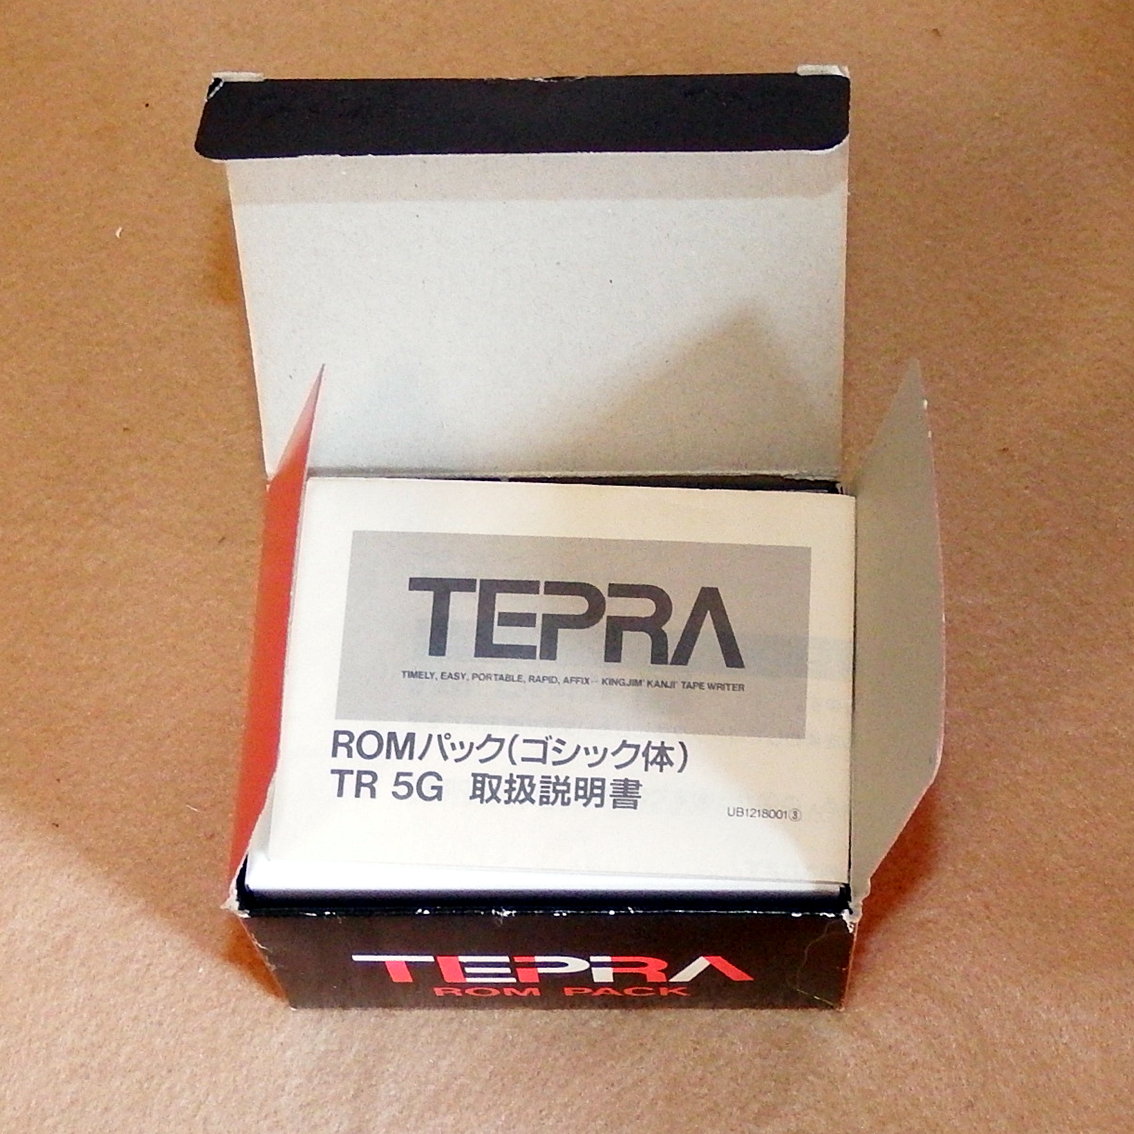 TEPRA
TIMELY, EASY, PORTABLE, RAPID, AFFIX… KINGJIM' KANJI' TAPE WRITER
ROMパック(ゴシック体)
TR 5G 取扱説明書
UB1218001③
TEPRA
ROM PACK